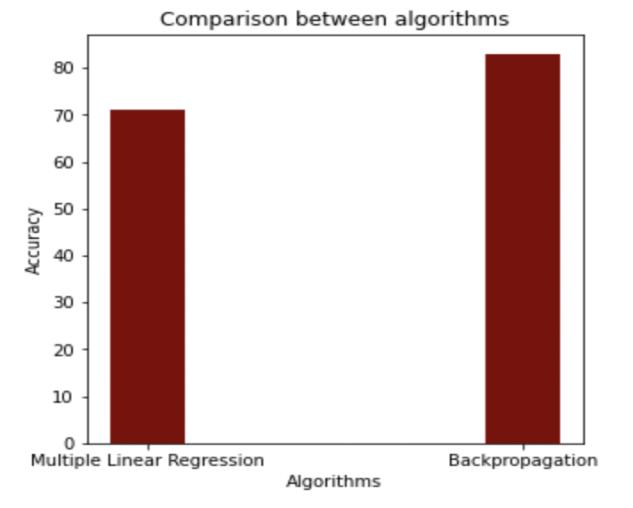 Comparison between algorithms
80
70
60
50
40
30
20
10
0
Accuracy
Multiple Linear Regression Backpropagation
Algorithms